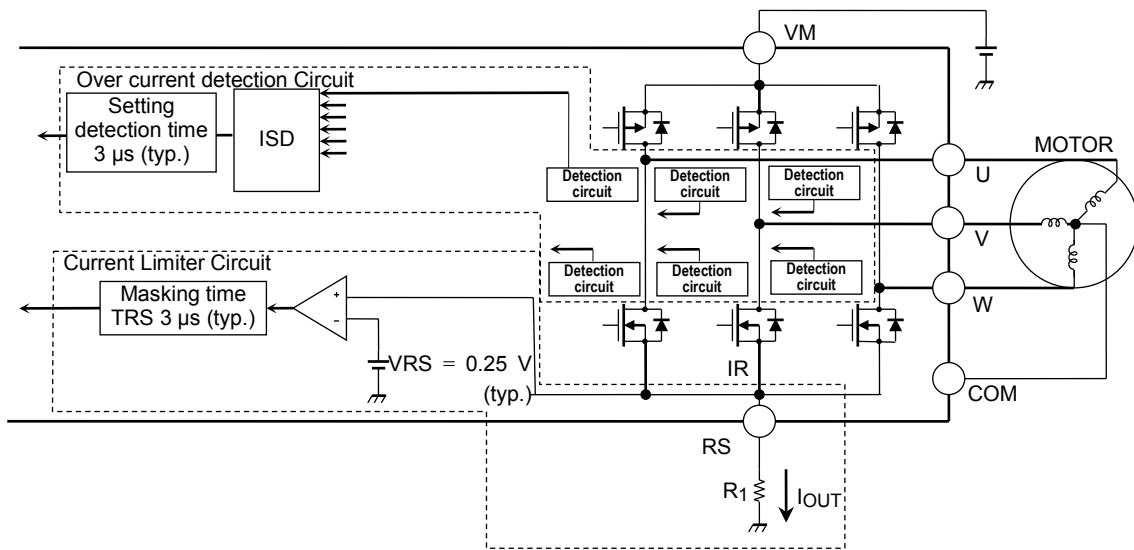 VM
Over current detection Circuit
Setting
detection time
3 µs (typ.)
ISD
MOTOR
U
Detection
circuit
Detection
circuit
Detection
circuit
V
Detection
circuit
Detection
circuit
Detection
circuit
W
Current Limiter Circuit
Masking time
TRS 3 µs (typ.)
+
−
VRS = 0.25 V
(typ.)
IR
COM
RS
R1
IOUT